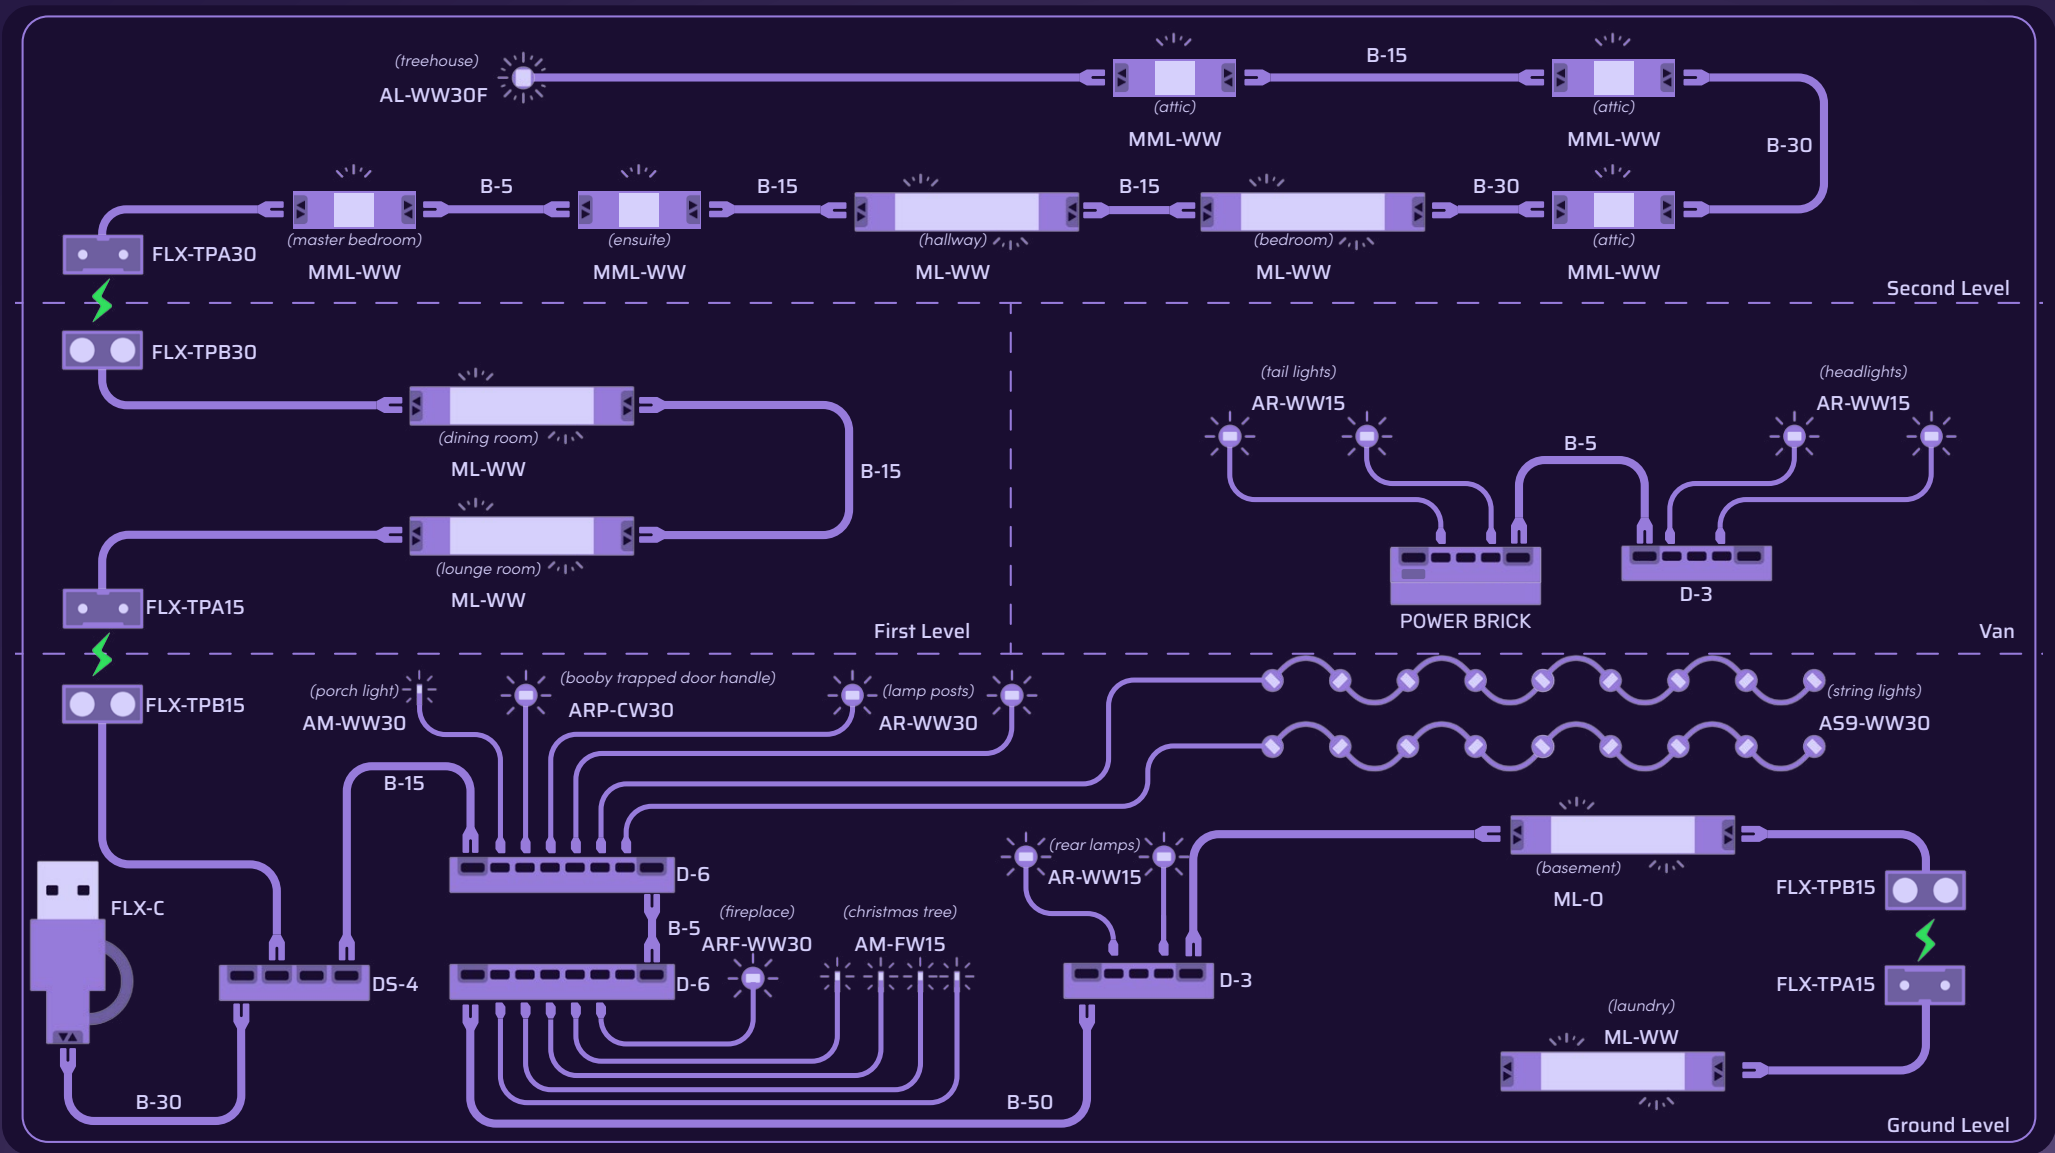 (treehouse)
AL-WW30F
B-15
(attic)
MML-WW
(attic)
MML-WW
B-30
B-5
B-15
B-15
B-30
FLX-TPA30
(master bedroom)
MML-WW
(ensuite)
MML-WW
(hallway)
ML-WW
(bedroom)
ML-WW
(attic)
MML-WW
Second Level
FLX-TPB30
(dining room)
ML-WW
B-15
(lounge room)
ML-WW
FLX-TPA15
First Level
(tail lights)
AR-WW15
(headlights)
AR-WW15
B-5
D-3
POWER BRICK
Van
FLX-TPB15
(porch light)
AM-WW30
(booby trapped door handle)
ARP-CW30
(lamp posts)
AR-WW30
(string lights)
AS9-WW30
B-15
D-6
B-5
(fireplace)
ARF-WW30
(christmas tree)
AM-FW15
(rear lamps)
AR-WW15
(basement)
ML-O
FLX-TPB15
FLX-C
DS-4
D-6
D-3
FLX-TPA15
(laundry)
ML-WW
B-30
B-50
Ground Level